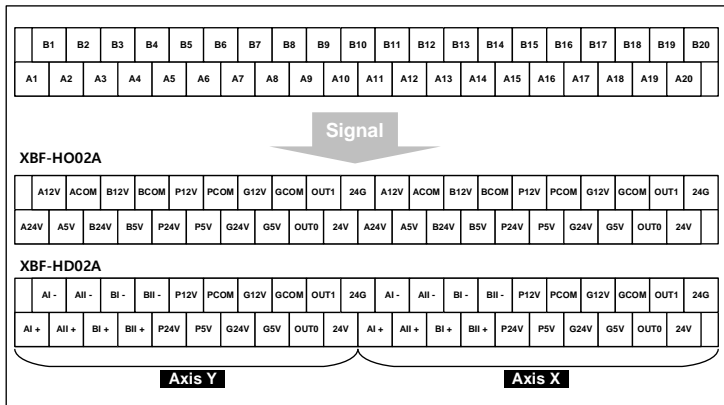 B1 B2 B3 B4 B5 B6 B7 B8 B9 B10 B11 B12 B13 B14 B15 B16 B17 B18 B19 B20
A1 A2 A3 A4 A5 A6 A7 A8 A9 A10 A11 A12 A13 A14 A15 A16 A17 A18 A19 A20
Signal
XBF-HO02A
A12V ACOM B12V BCOM P12V PCOM G12V GCOM OUT1 24G A12V ACOM B12V BCOM P12V PCOM G12V GCOM OUT1 24G
A24V A5V B24V B5V P24V P5V G24V G5V OUT0 24V A24V A5V B24V B5V P24V P5V G24V G5V OUT0 24V
XBF-HD02A
AI - AII - BI - BII - P12V PCOM G12V GCOM OUT1 24G AI - AII - BI - BII - P12V PCOM G12V GCOM OUT1 24G
AI + AII + BI + BII + P24V P5V G24V G5V OUT0 24V AI + AII + BI + BII + P24V P5V G24V G5V OUT0 24V
Axis Y Axis X